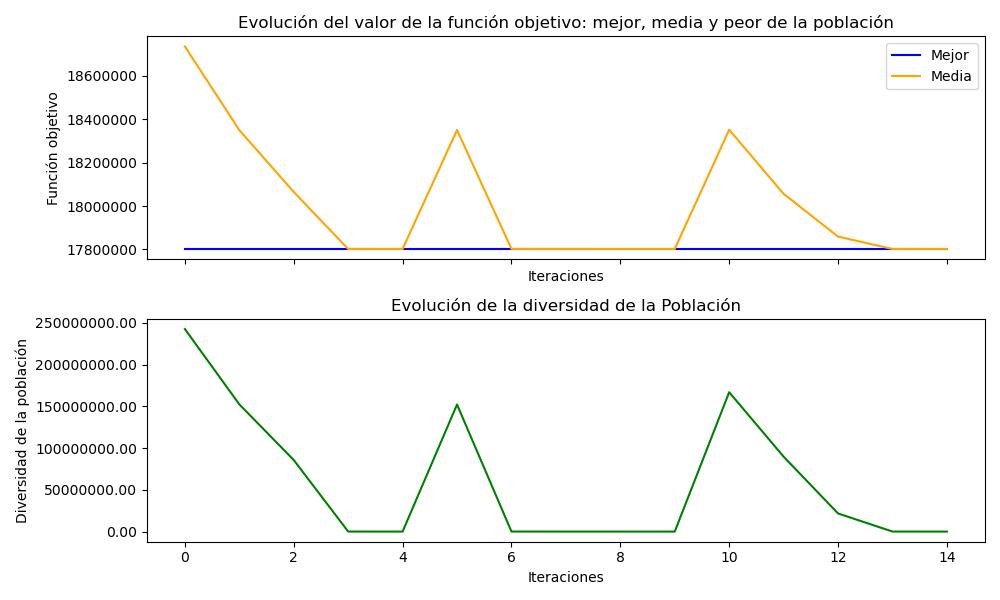 Evolución del valor de la función objetivo: mejor, media y peor de la población
Función objetivo
18600000
18400000
18200000
18000000
17800000
Mejor
Media
Iteraciones
Evolución de la diversidad de la Población
Diversidad de la población
250000000.00
200000000.00
150000000.00
100000000.00
50000000.00
0.00
0 2 4 6 8 10 12 14
Iteraciones